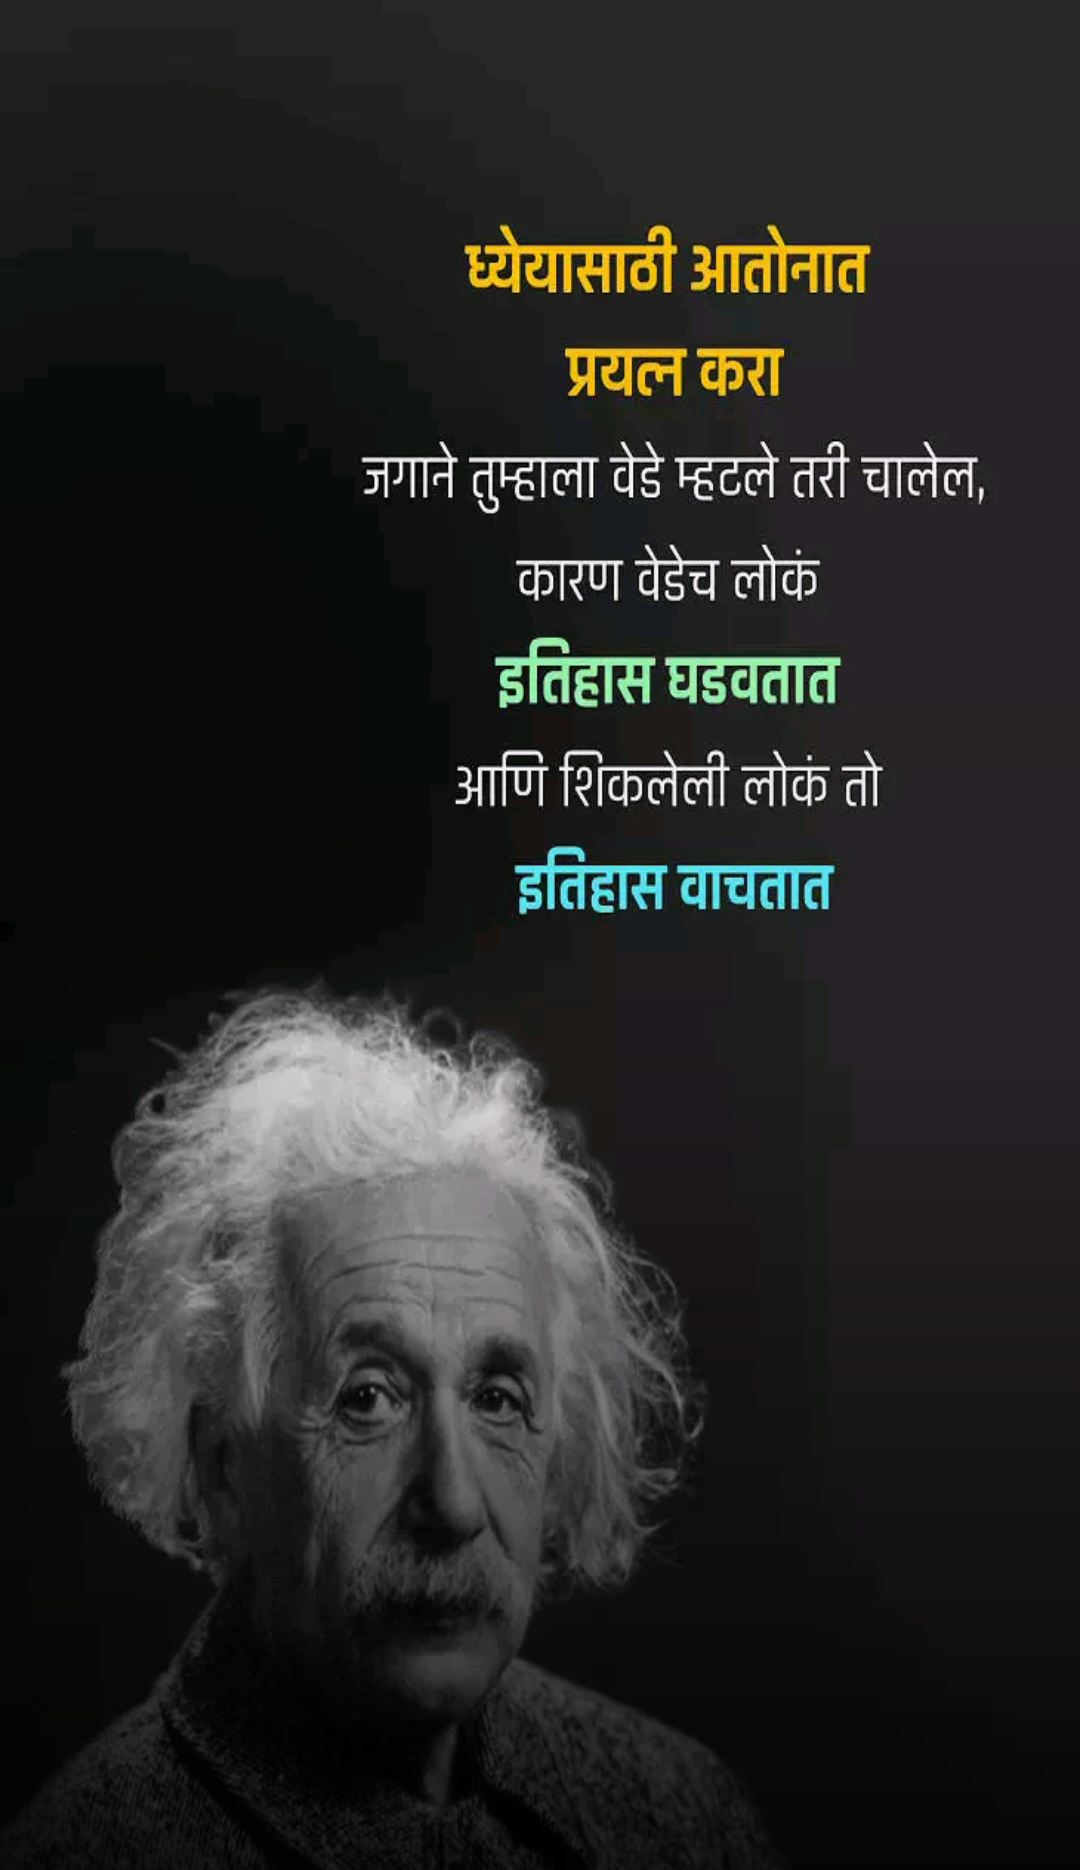 ध्येयासाठी आतोनात
प्रयत्न करा
जगाने तुम्हाला वेडे म्हटले तरी चालेल,
कारण वेडेच लोकं
इतिहास घडवतात
आणि शिकलेली लोकं तो
इतिहास वाचतात